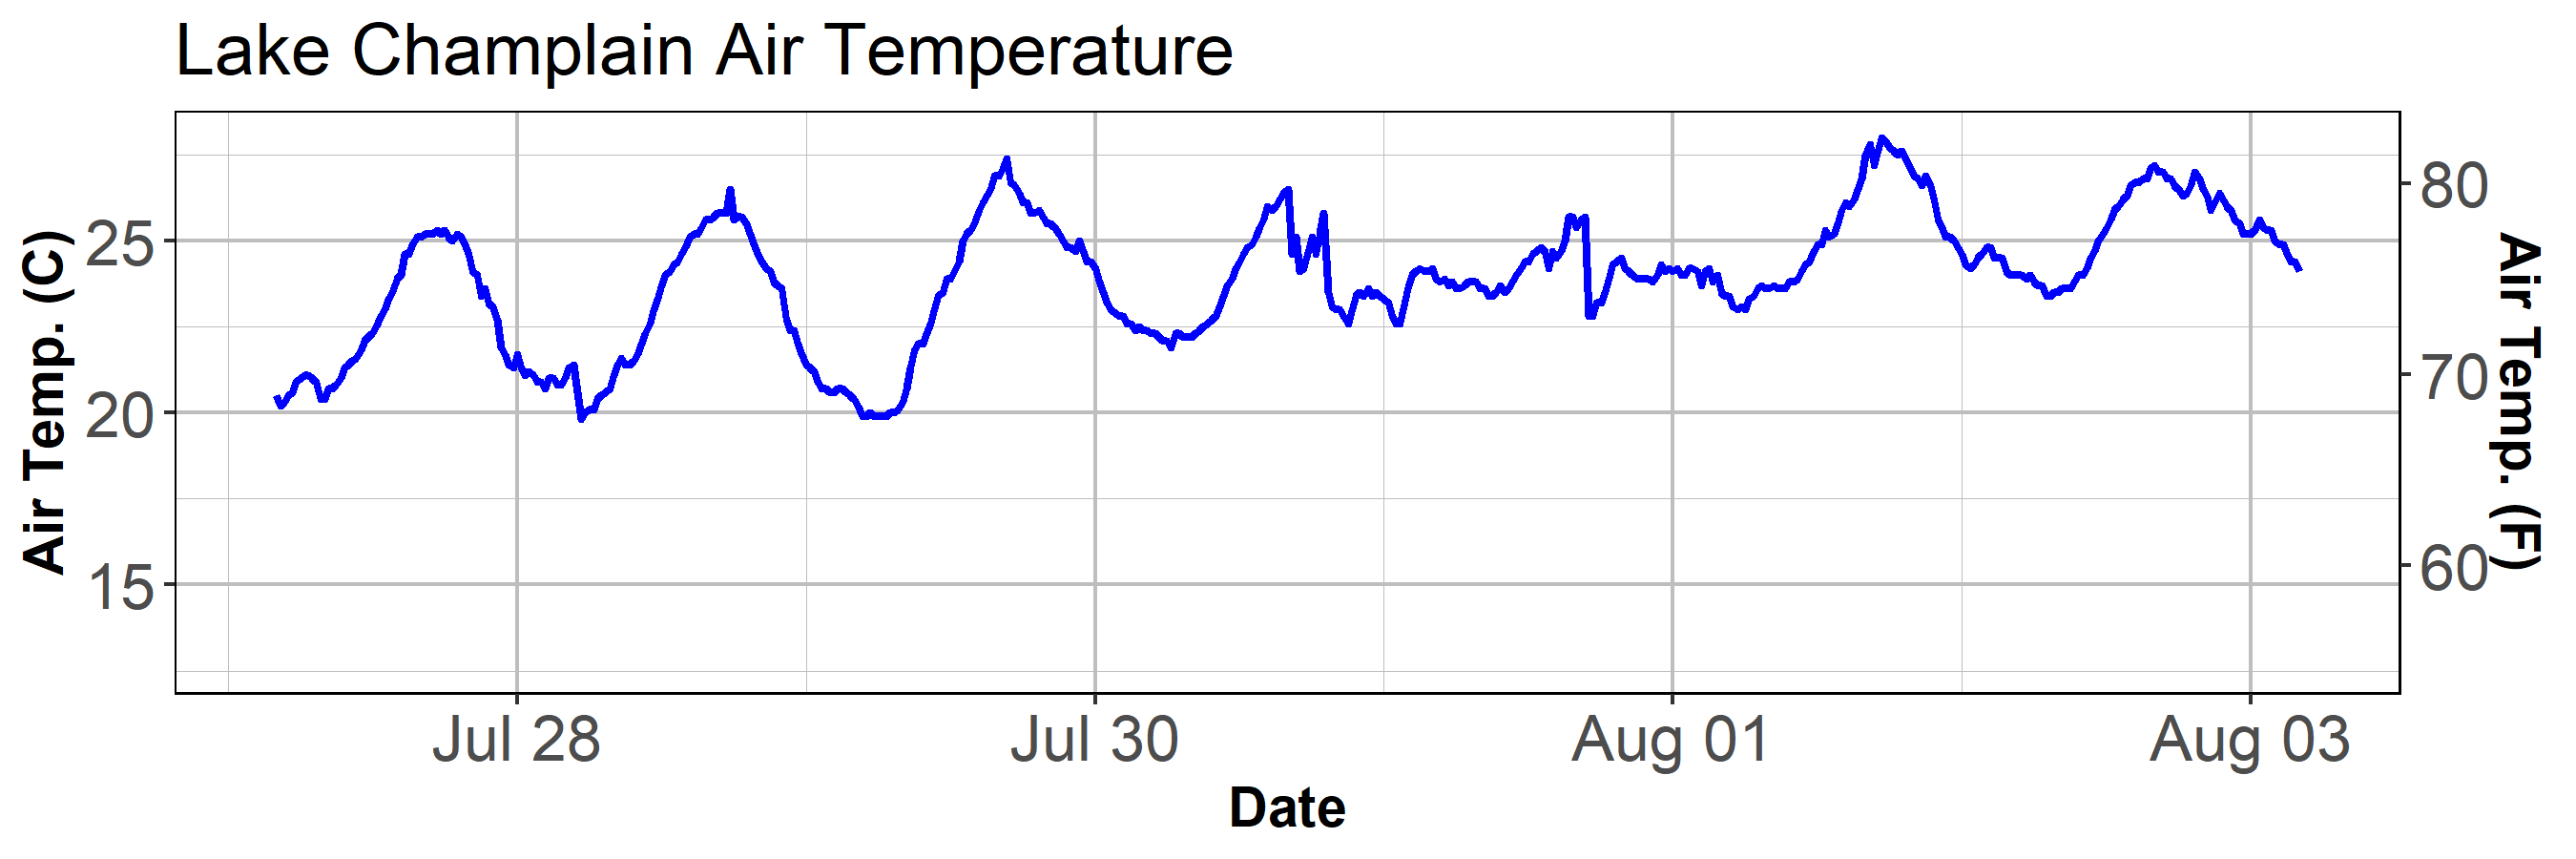 Lake Champlain Air Temperature
Air Temp. (C)
25
20
15
80
70
60
Air Temp. (F)
Jul 28
Jul 30
Aug 01
Aug 03
Date